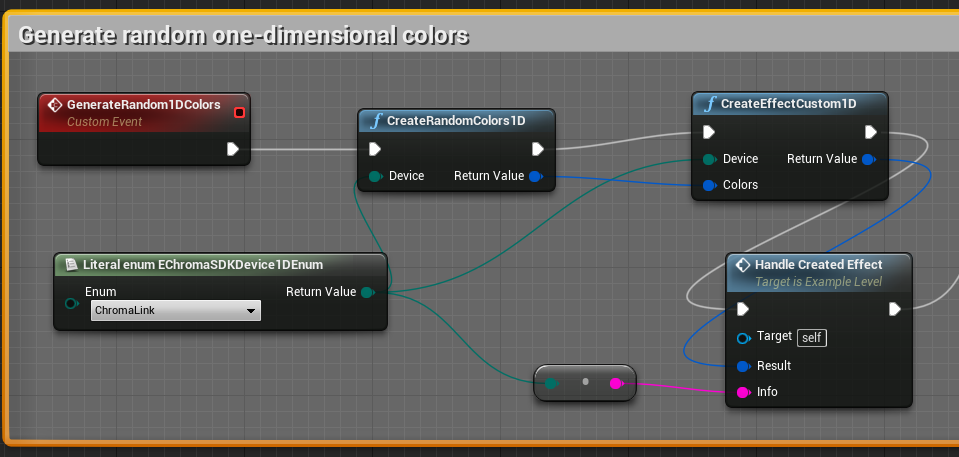 Generate random one-dimensional colors
GenerateRandom1DColors
Custom Event
CreateRandomColors1D
Device
Return Value
CreateEffectCustom1D
Device
Return Value
Colors
Literal enum EChromaSDKDevice1DEnum
Enum
Return Value
ChromaLink
Handle Created Effect
Target is Example Level
Target self
Result
Info